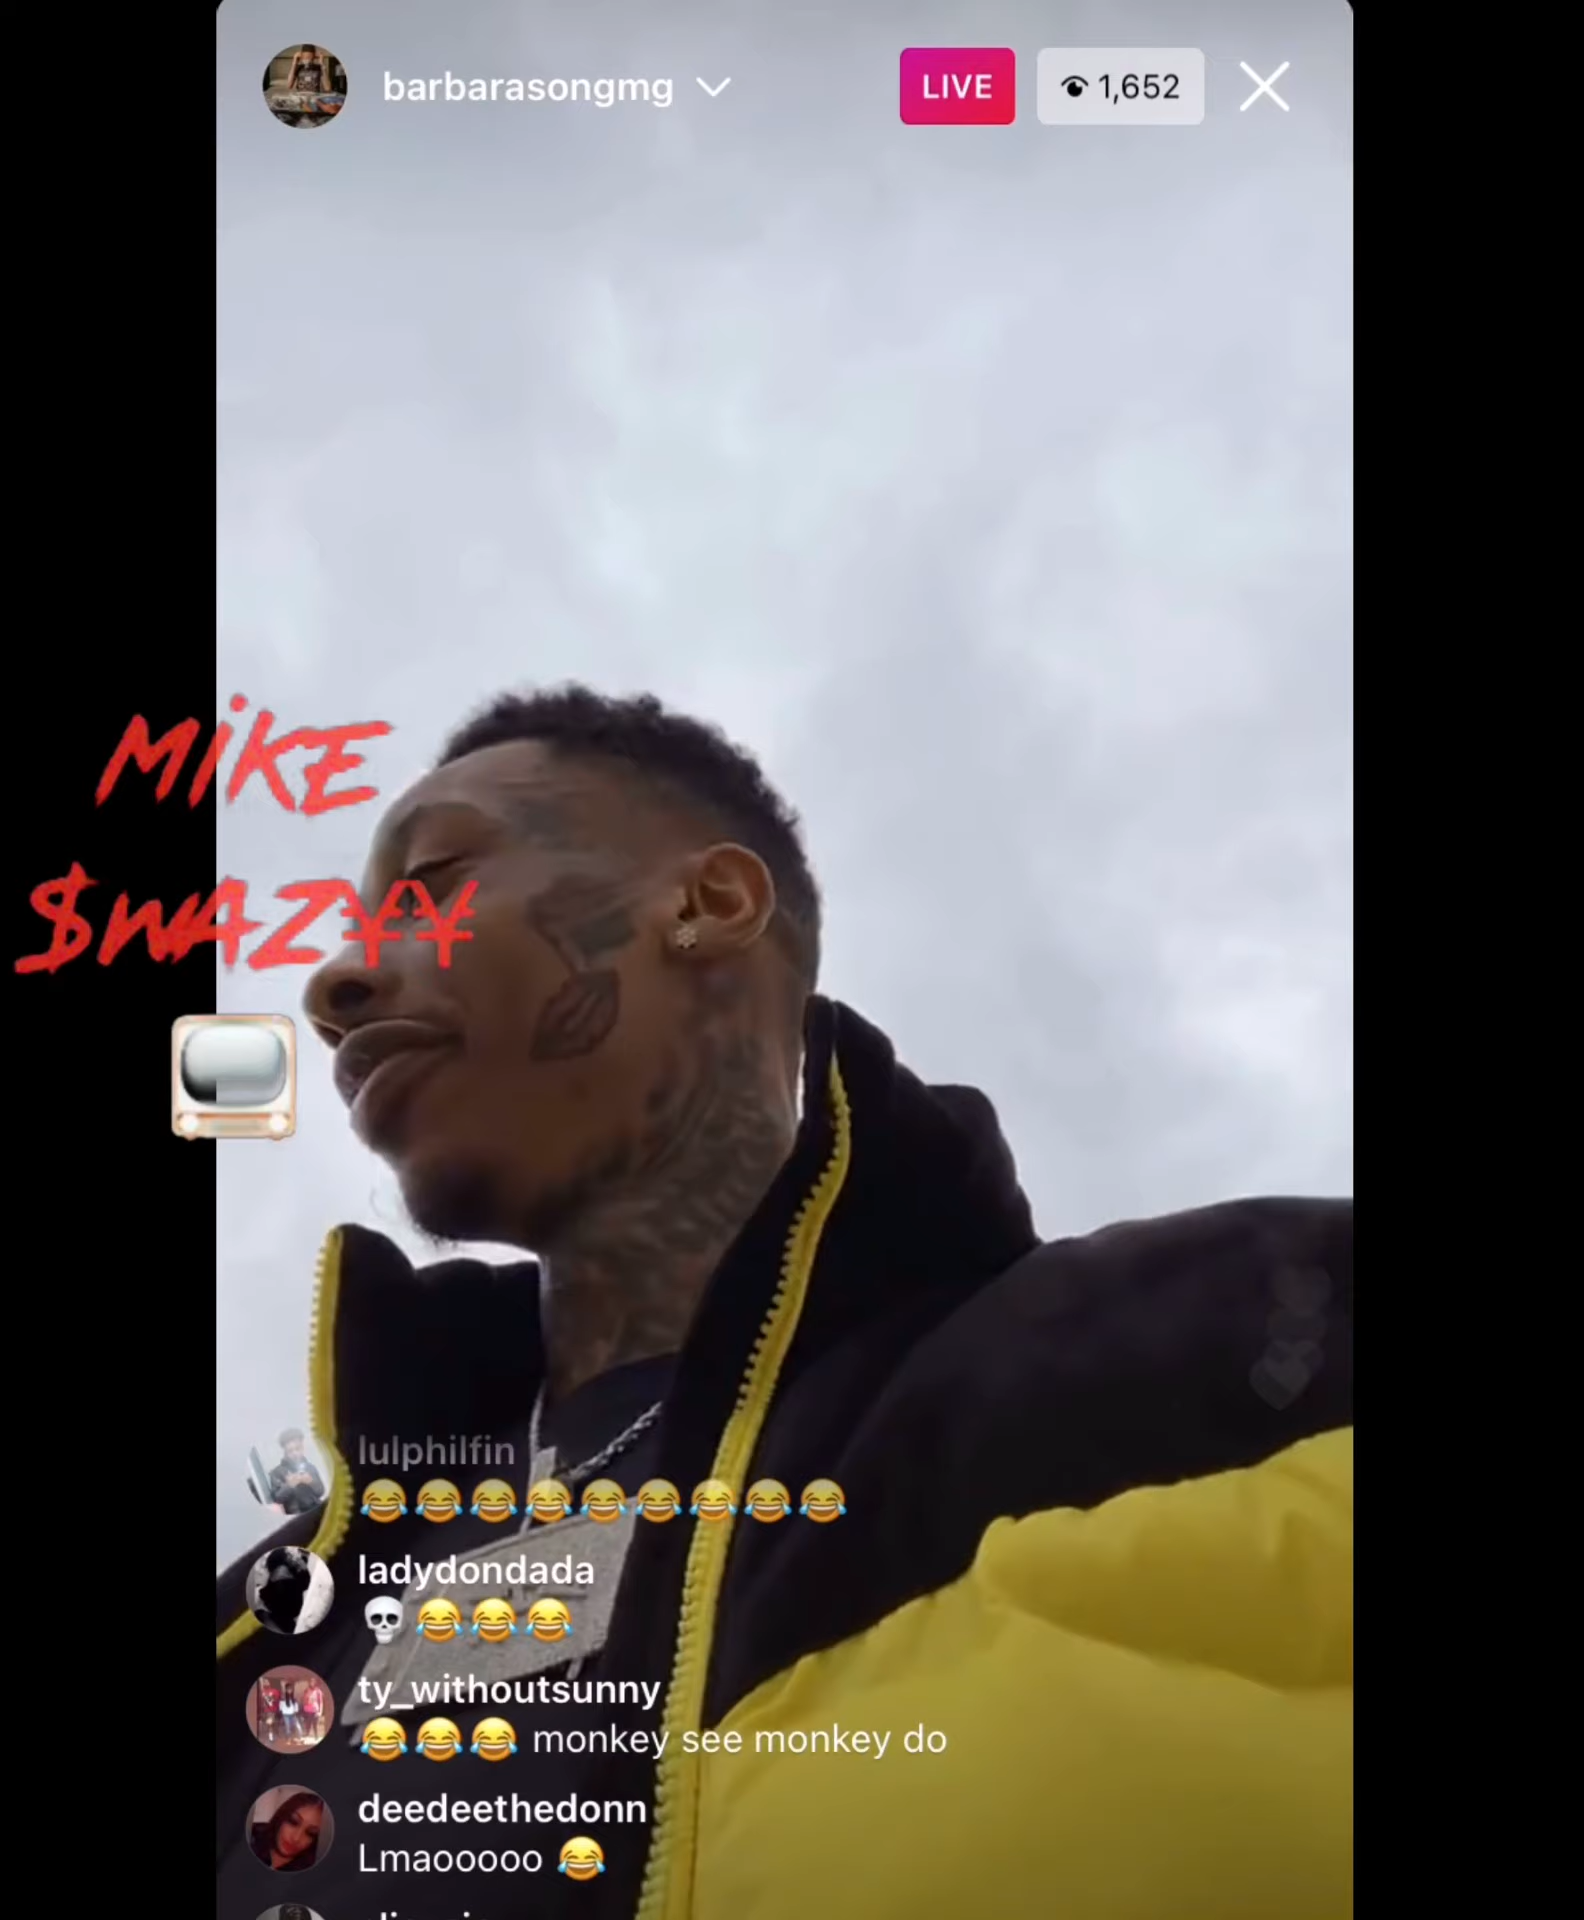 barbarasongmg
LIVE
1,652
MiKE
$WAZ¥¥
lulphilfin
😂😂😂😂😂😂😂😂😂
ladydondada
💀😂😂😂
ty_withoutsunny
😂😂😂 monkey see monkey do
deedeethedonn
Lmaooooo 😂